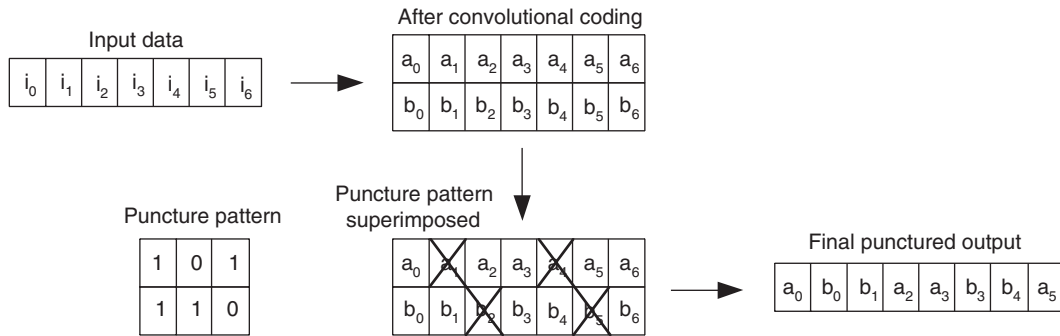 After convolutional coding
Input data
a₀ a₁ a₂ a₃ a₄ a₅ a₆
i₀ i₁ i₂ i₃ i₄ i₅ i₆
b₀ b₁ b₂ b₃ b₄ b₅ b₆
Puncture pattern
superimposed
Puncture pattern
Final punctured output
1 0 1
a₀ a₁ a₂ a₃ a₄ a₅ a₆
a₀ b₀ b₁ a₂ a₃ b₃ b₄ a₅
1 1 0
b₀ b₁ b₂ b₃ b₄ b₅ b₆